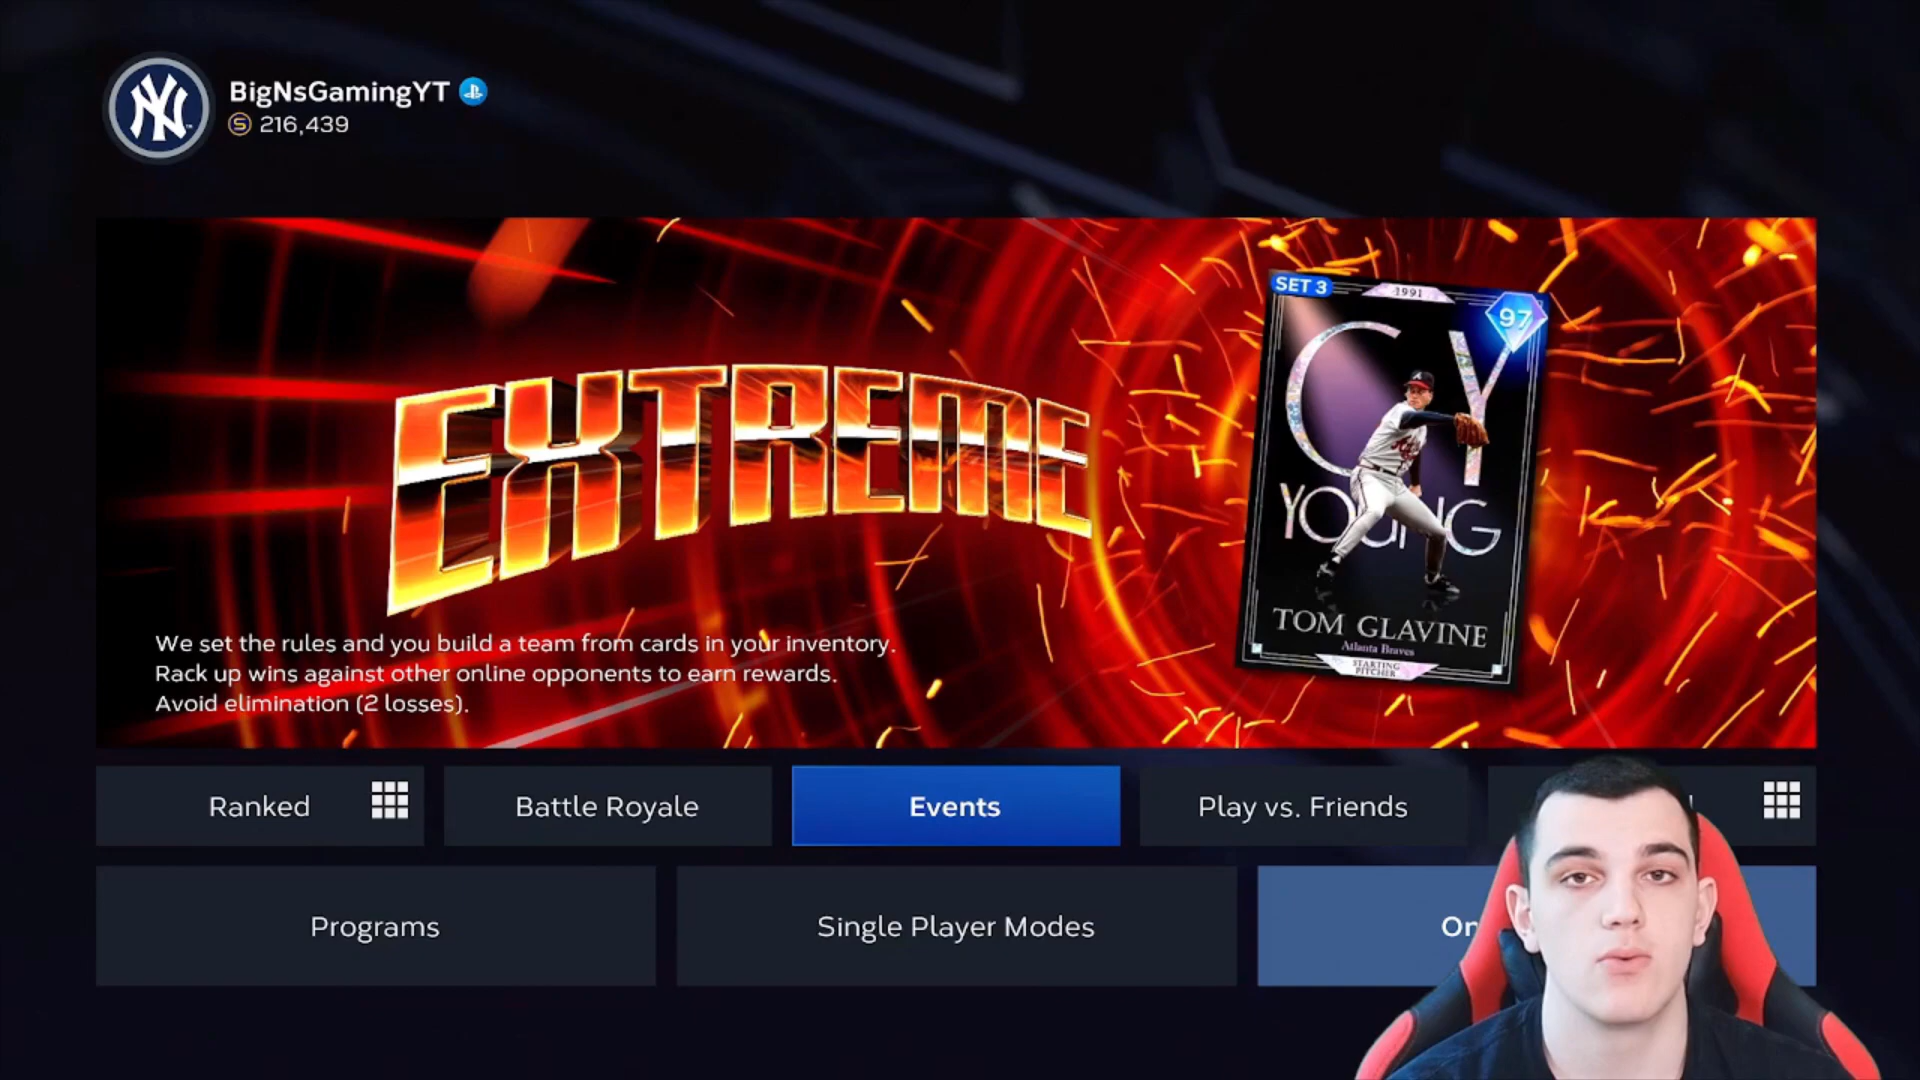 BigNsGamingYT
216,439
EXTREME
We set the rules and you build a team from cards in your inventory.
Rack up wins against other online opponents to earn rewards.
Avoid elimination (2 losses).
SET 3
1991
97
CY
YOUNG
TOM GLAVINE
Atlanta Braves
STARTING
PITCHER
Ranked
Battle Royale
Events
Play vs. Friends
Programs
Single Player Modes